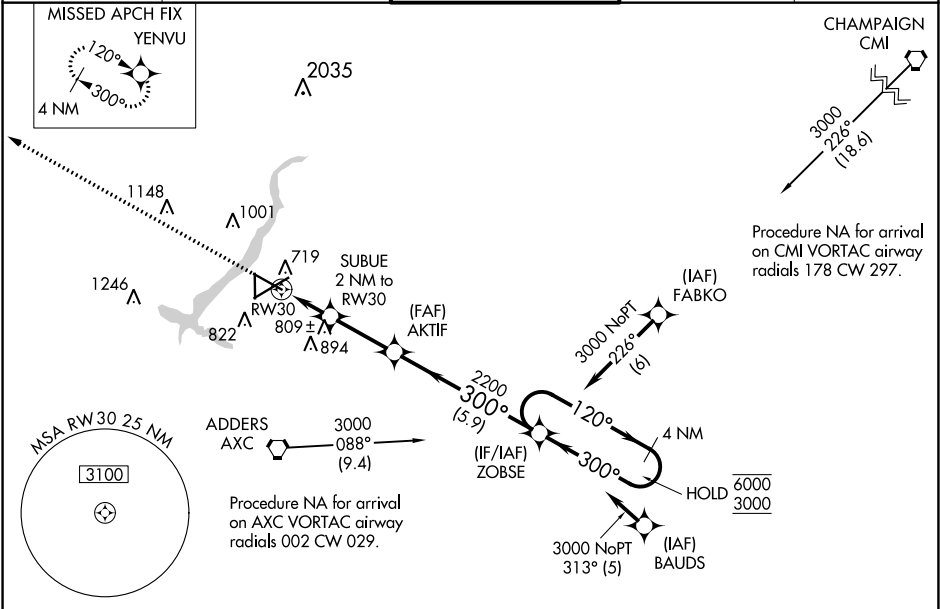 MISSED APCH FIX
YENVU
120°
300°
4 NM
2035
CHAMPAIGN
CMI
3000
226°
(18.6)
Procedure NA for arrival
on CMI VORTAC airway
radials 178 CW 297.
1148
1001
1246
719
SUBUE
2 NM to
RW30
RW30
822
809±
894
(FAF)
AKTIF
(IAF)
FABKO
3000 NoPT
226°
(6)
2200
300°
(5.9)
120°
4 NM
300°
(IF/IAF)
ZOBSE
HOLD
6000
3000
ADDERS
AXC
3000
088°
(9.4)
Procedure NA for arrival
on AXC VORTAC airway
radials 002 CW 029.
MSA RW30 25 NM
3100
3000 NoPT
313° (5)
(IAF)
BAUDS